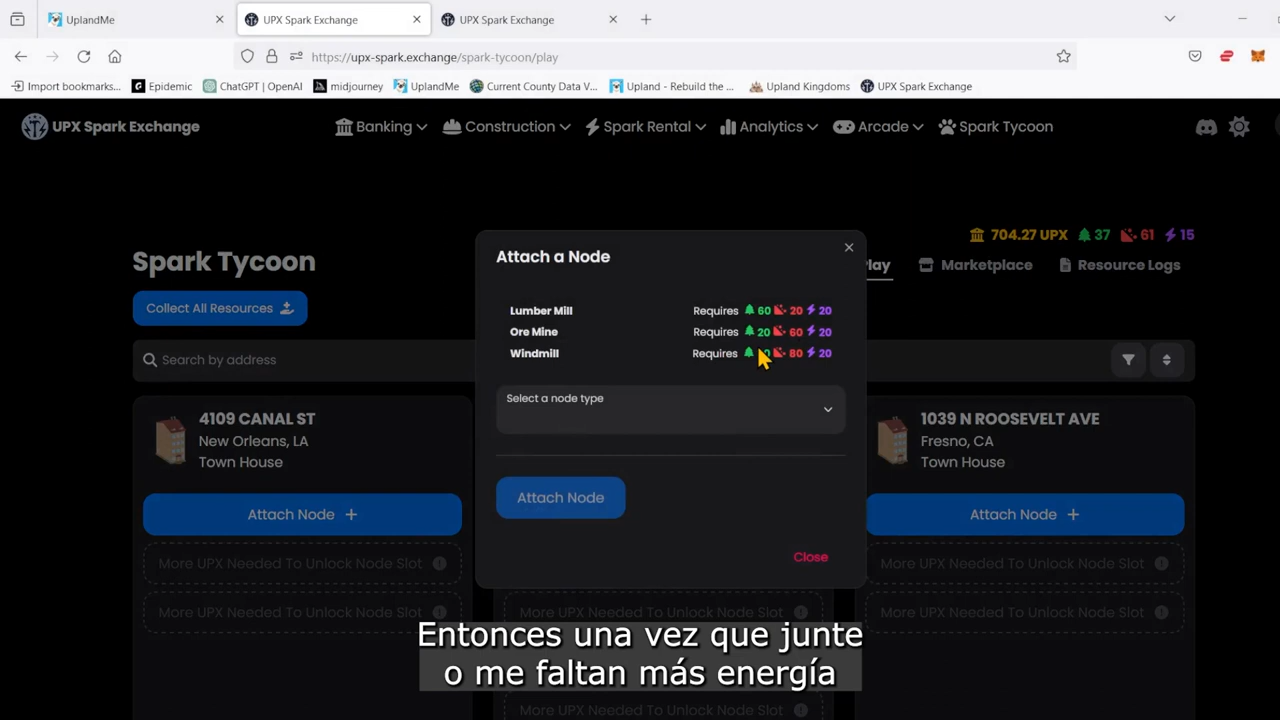 UplandMe
UPX Spark Exchange
UPX Spark Exchange
https://upx-spark.exchange/spark-tycoon/play
Import bookmarks...
Epidemic
ChatGPT | OpenAI
midjourney
UplandMe
Current County Data V...
Upland - Rebuild the ...
Upland Kingdoms
UPX Spark Exchange
UPX Spark Exchange
Banking
Construction
Spark Rental
Analytics
Arcade
Spark Tycoon
704.27 UPX 37 61 15
Spark Tycoon
Marketplace
Resource Logs
Collect All Resources
Search by address
Attach a Node
Lumber Mill Requires 60 20 20
Ore Mine Requires 20 60 20
Windmill Requires 80 20
Select a node type
Attach Node
Close
4109 CANAL ST
New Orleans, LA
Town House
Attach Node +
More UPX Needed To Unlock Node Slot
More UPX Needed To Unlock Node Slot
More UPX Needed To Unlock Node Slot
More UPX Needed To Unlock Node Slot
1039 N ROOSEVELT AVE
Fresno, CA
Town House
Attach Node +
More UPX Needed To Unlock Node Slot
More UPX Needed To Unlock Node Slot
Entonces una vez que junte
o me faltan más energía